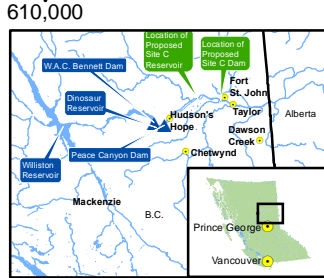 610,000
Location of
Proposed
Site C
Reservoir
Location of
Proposed
Site C Dam
W.A.C. Bennett Dam
Fort
St. John
Dinosaur
Reservoir
Hudson's
Hope
Taylor
Alberta
Dawson
Creek
Peace Canyon Dam
Chetwynd
Williston
Reservoir
Mackenzie
B.C.
Prince George
Vancouver